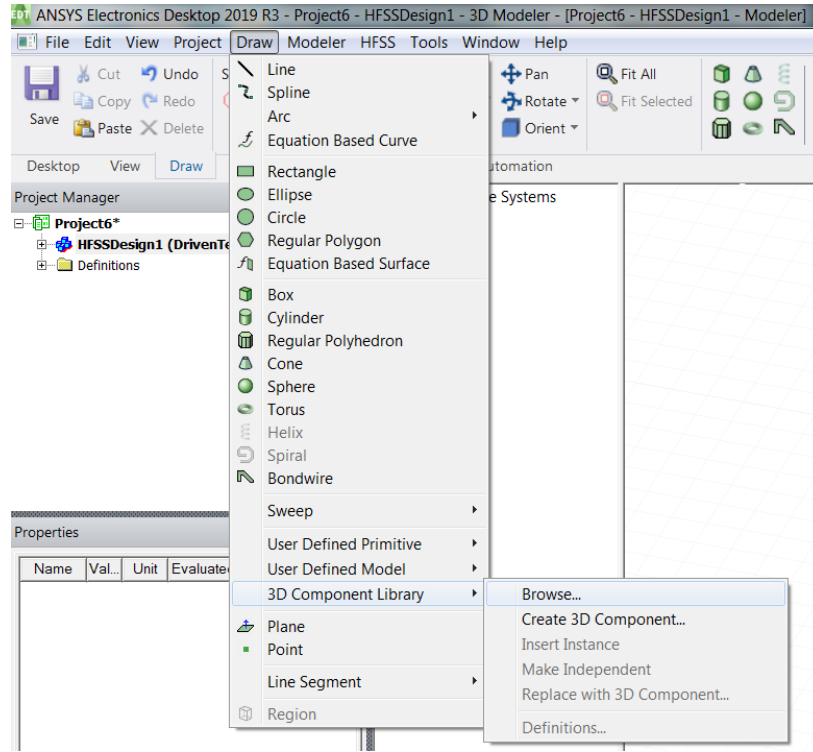 EDT ANSYS Electronics Desktop 2019 R3 - Project6 - HFSSDesign1 - 3D Modeler - [Project6 - HFSSDesign1 - Modeler]
File Edit View Project Draw Modeler HFSS Tools Window Help
Save
Cut
Copy
Paste
Undo
Redo
Delete
S
Pan
Rotate
Orient
Fit All
Fit Selected
Desktop View Draw
utomation
Project Manager
Project6*
HFSSDesign1 (DrivenTe
Definitions
e Systems
Line
Spline
Arc
Equation Based Curve
Rectangle
Ellipse
Circle
Regular Polygon
Equation Based Surface
Box
Cylinder
Regular Polyhedron
Cone
Sphere
Torus
Helix
Spiral
Bondwire
Sweep
User Defined Primitive
User Defined Model
3D Component Library
Plane
Point
Line Segment
Region
Browse...
Create 3D Component...
Insert Instance
Make Independent
Replace with 3D Component...
Definitions...
Properties
Name Val... Unit Evaluate